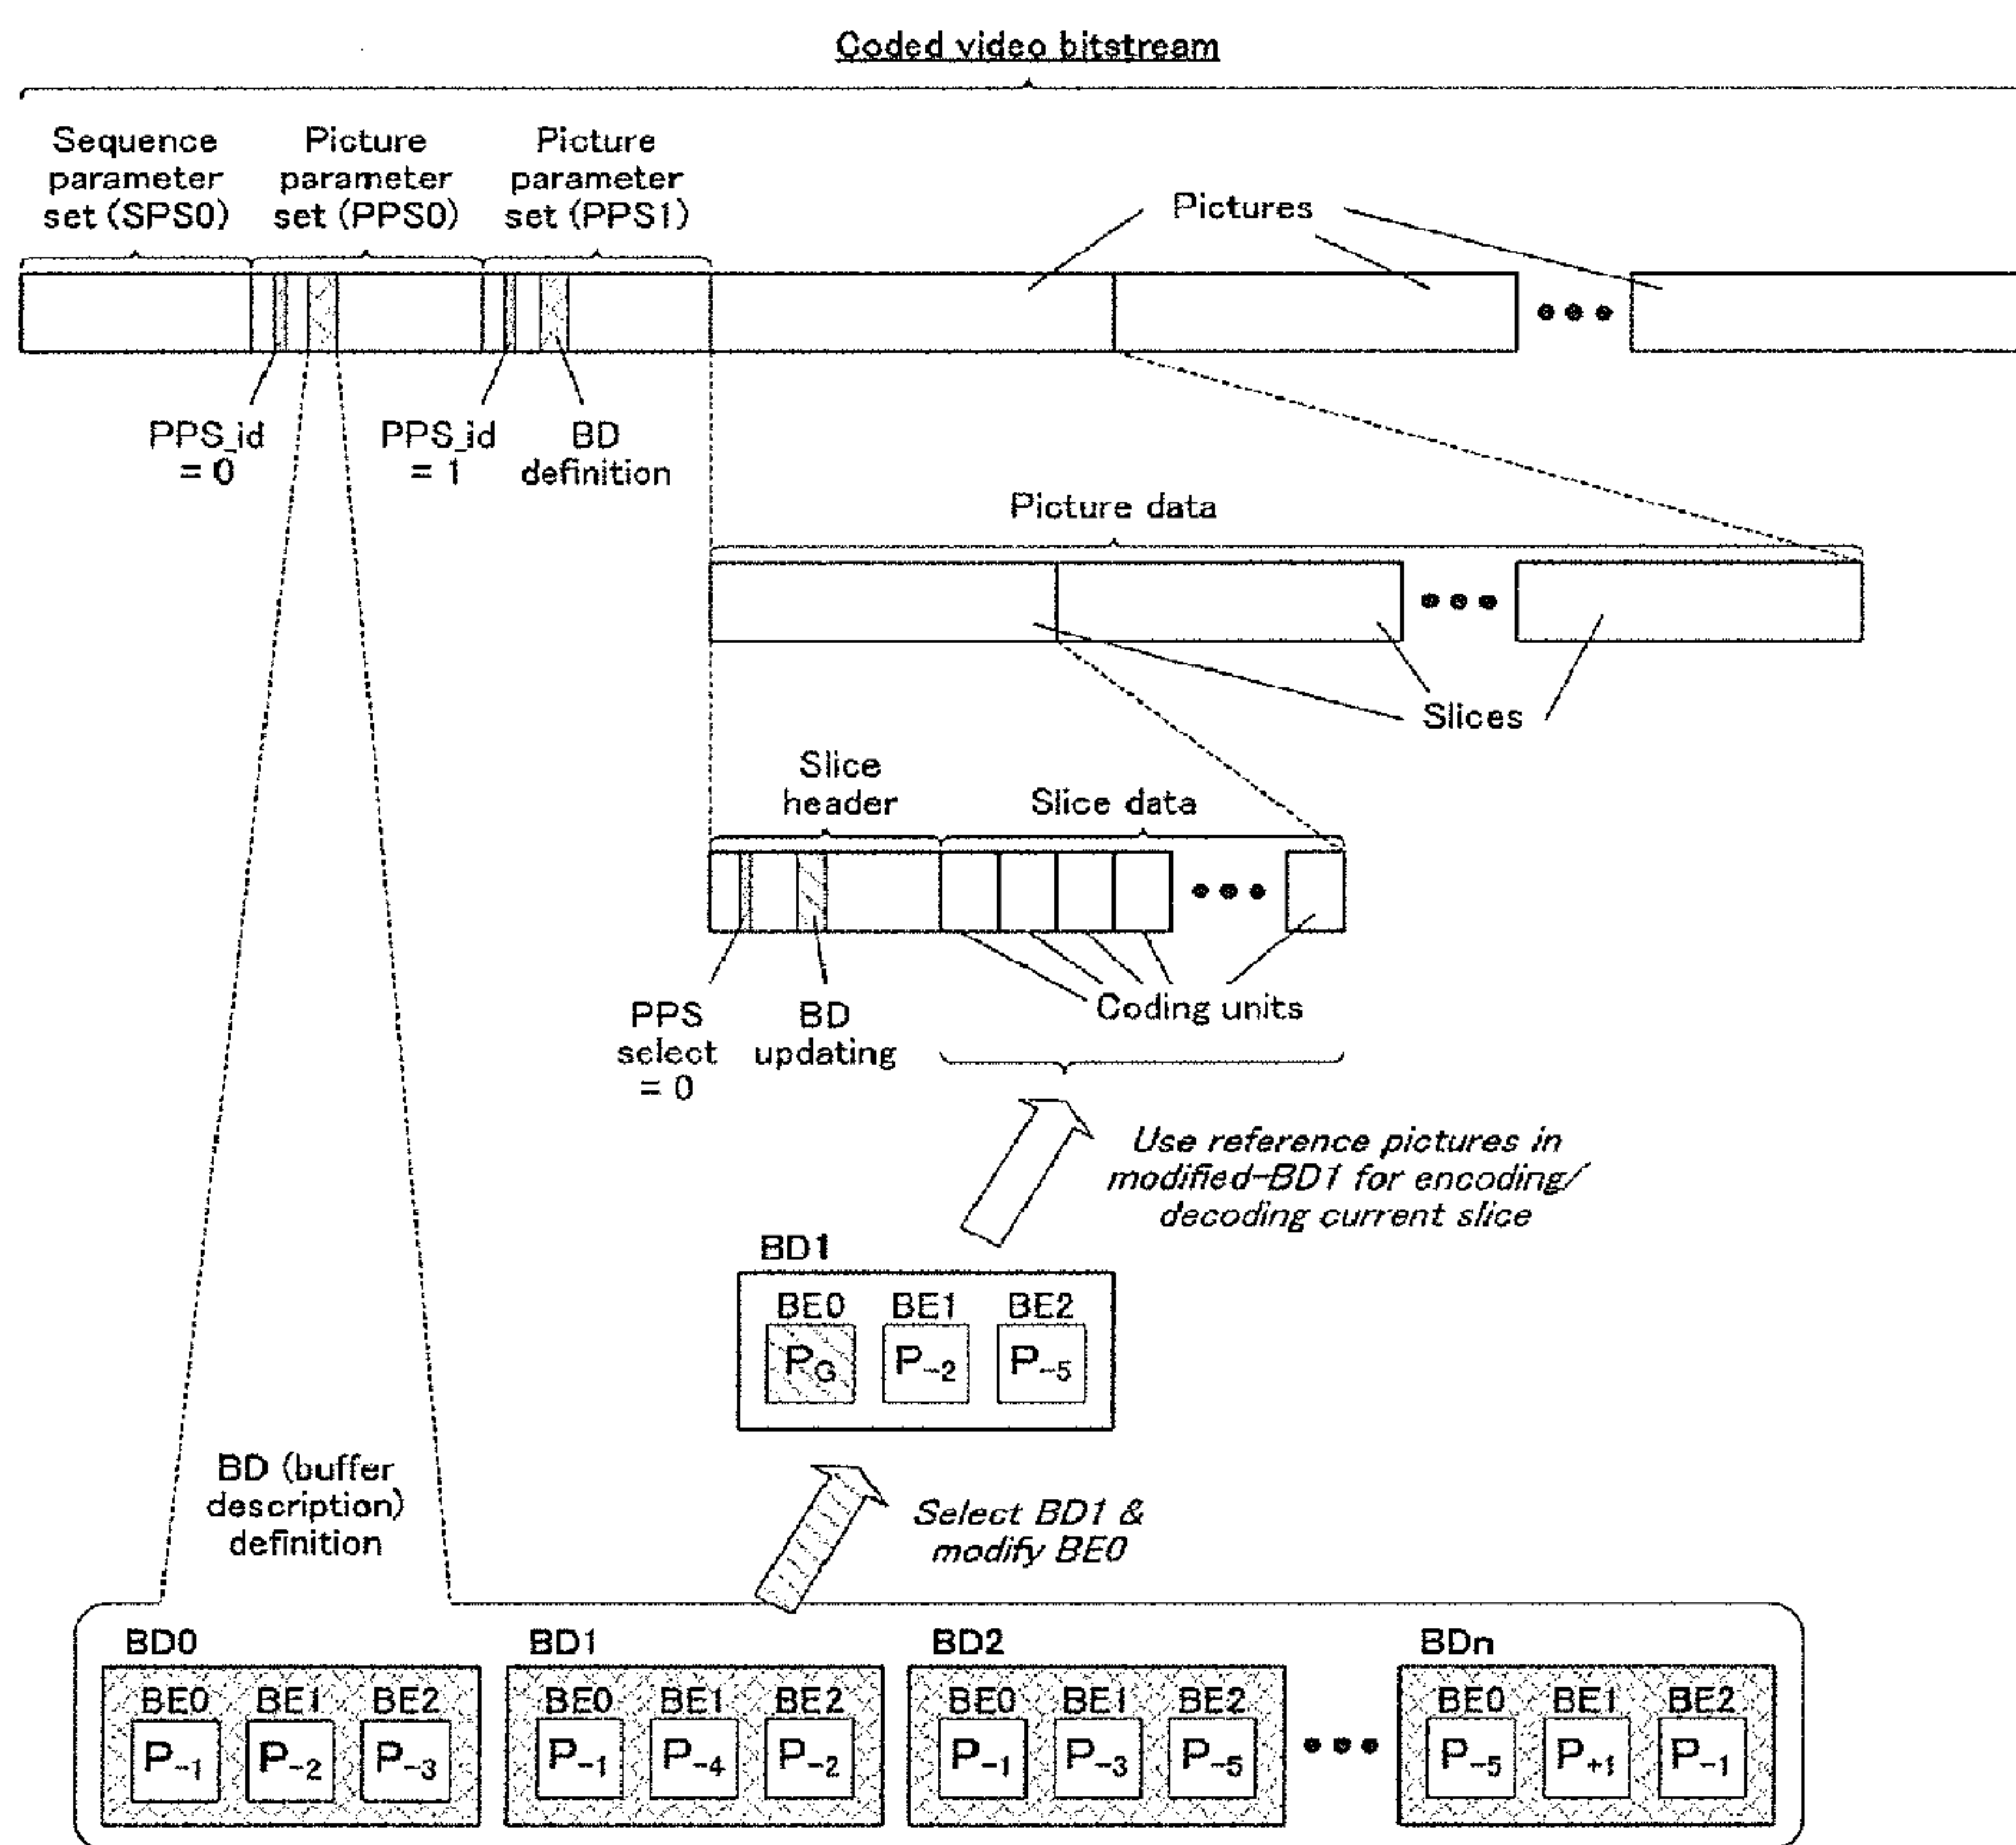 Coded video bitstream
Sequence
parameter
set (SPS0)
Picture
parameter
set (PPS0)
Picture
parameter
set (PPS1)
Pictures
PPS_id
= 0
PPS_id
= 1
BD
definition
Picture data
Slices
Slice
header
Slice data
PPS
select
= 0
BD
updating
Coding units
Use reference pictures in
modified-BD1 for encoding/
decoding current slice
BD1
BE0 BE1 BE2
PG P-2 P-5
BD (buffer
description)
definition
Select BD1 &
modify BE0
BD0
BE0 BE1 BE2
P-1 P-2 P-3
BD1
BE0 BE1 BE2
P-1 P-4 P-2
BD2
BE0 BE1 BE2
P-1 P-3 P-5
BDn
BE0 BE1 BE2
P-5 P+1 P-1